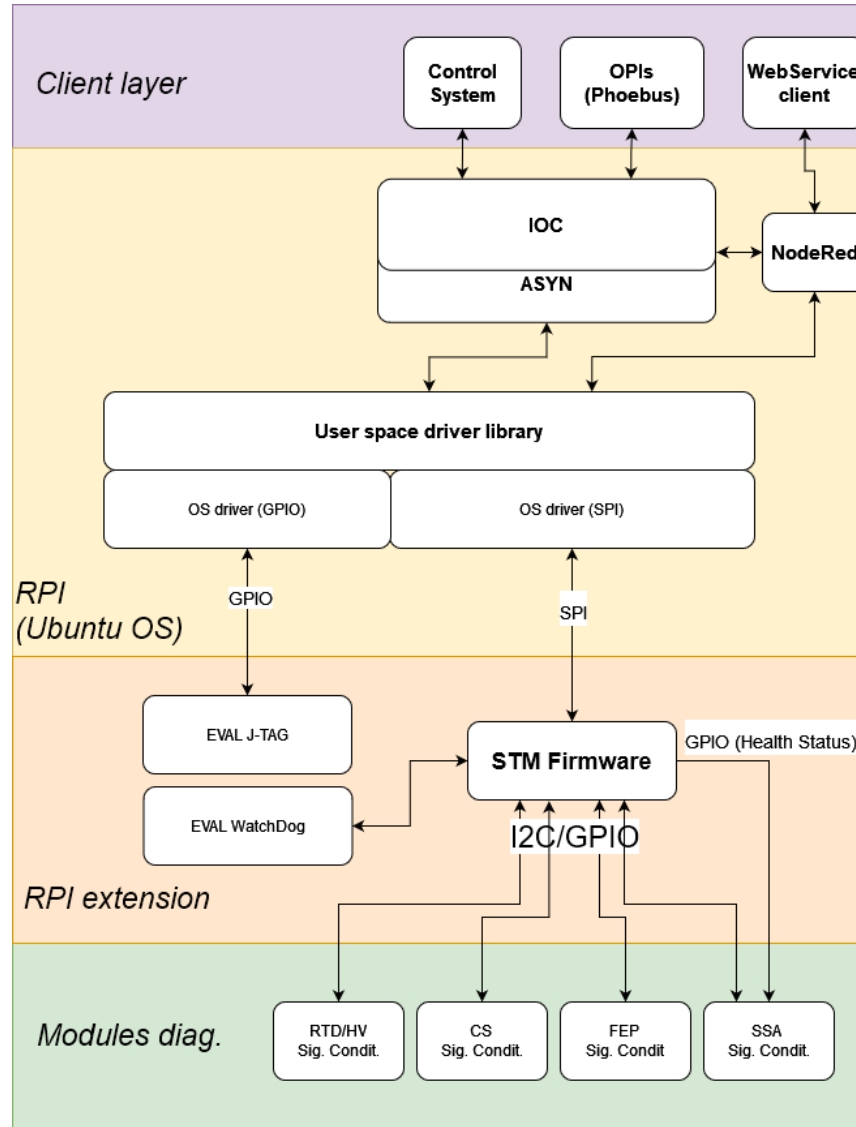 Client layer
Control
System
OPIs
(Phoebus)
WebService
client
IOC
ASYN
NodeRed
User space driver library
OS driver (GPIO)
OS driver (SPI)
GPIO
SPI
RPI
(Ubuntu OS)
EVAL J-TAG
EVAL WatchDog
STM Firmware
GPIO (Health Status)
I2C/GPIO
RPI extension
Modules diag.
RTD/HV
Sig. Condit.
CS
Sig. Condit.
FEP
Sig. Condit
SSA
Sig. Condit.